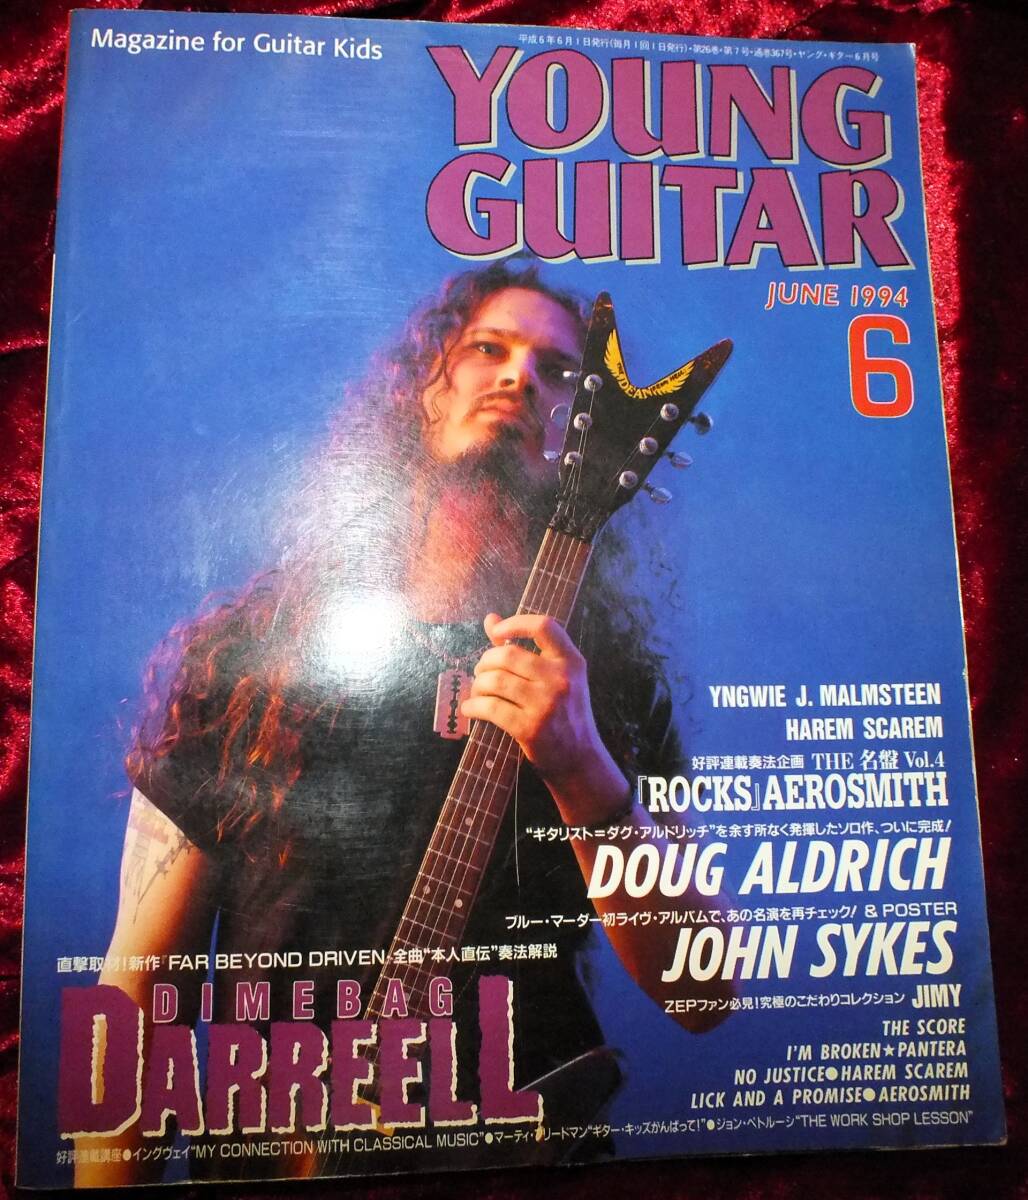 Magazine for Guitar Kids
平成6年6月1日発行(毎月1回1日発行)・第26巻・第7号・通巻367号・ヤング・ギター6月号
YOUNG
GUITAR
JUNE 1994
6
DEAN
FROM HELL
YNGWIE J. MALMSTEEN
HAREM SCAREM
好評連載奏法企画 THE 名盤 Vol.4
『ROCKS』AEROSMITH
“ギタリスト=ダグ・アルドリッチ”を余す所なく発揮したソロ作、ついに完成!
DOUG ALDRICH
ブルー・マーダー初ライヴ・アルバムで、あの名演を再チェック! & POSTER
JOHN SYKES
ZEPファン必見!究極のこだわりコレクション JIMY
直撃取材!新作『FAR BEYOND DRIVEN』全曲“本人直伝”奏法解説
DIMEBAG
DARREELL
THE SCORE
I'M BROKEN★PANTERA
NO JUSTICE●HAREM SCAREM
LICK AND A PROMISE●AEROSMITH
好評連載講座●イングヴェイ“MY CONNECTION WITH CLASSICAL MUSIC”●マーティ・フリードマン“ギター・キッズがんばって!”●ジョン・ペトルーシ“THE WORK SHOP LESSON”